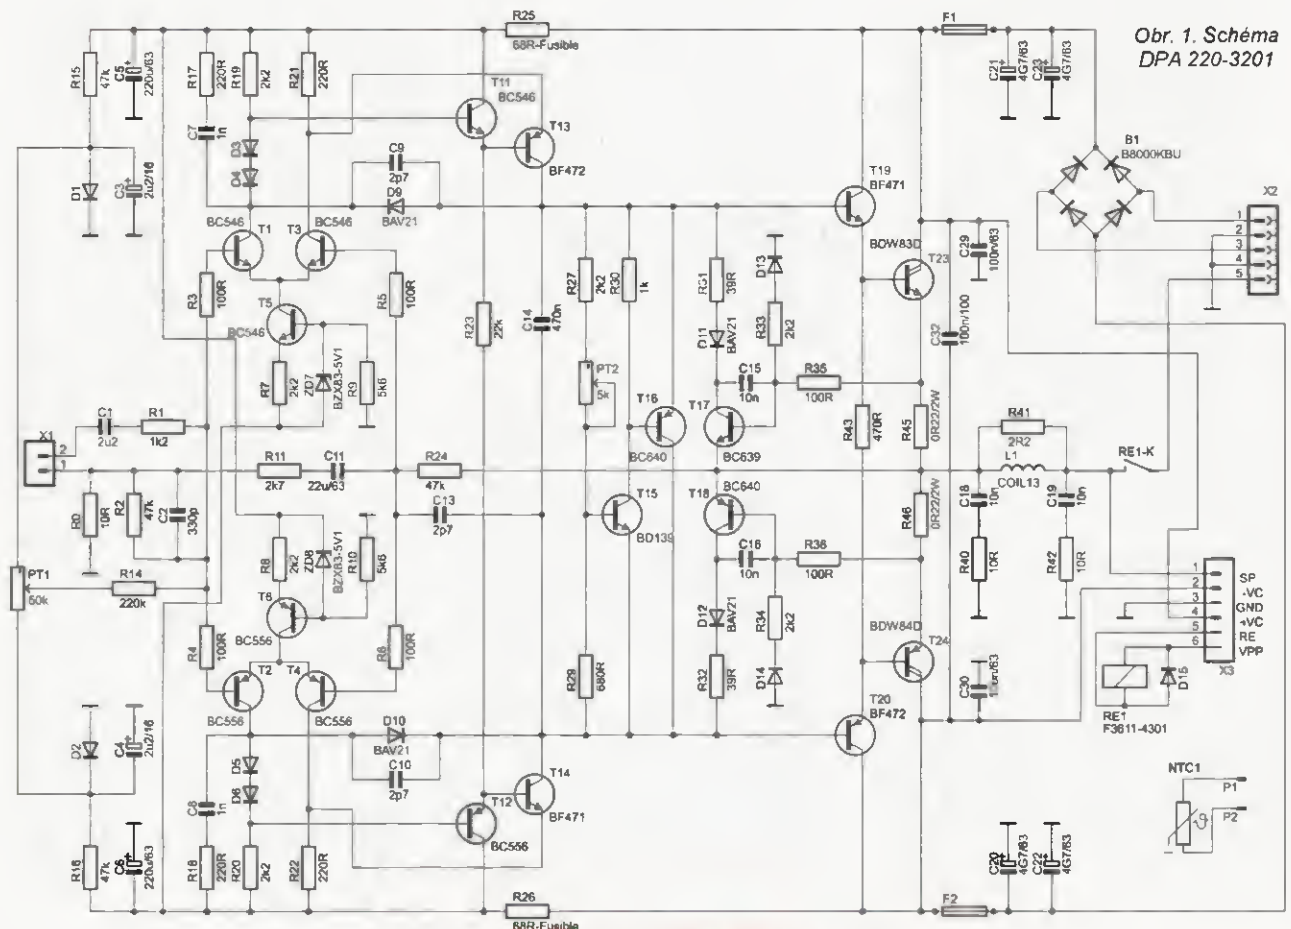 Obr. 1. Schéma
DPA 220-3201
R25
68R-Fusible
F1
R15
47k
C5
220u/63
R17
220R
R19
2k2
R21
220R
T11
BC546
C21
4G7/63
C23
4G7/63
C7
1n
D3
D4
T13
BF472
C9
2p7
D9
BAV21
B1
B8000KBU
X2
1
2
3
4
5
D1
C3
2u2/16
BC546
T1
T3
BC546
T19
BF471
R3
100R
R5
100R
T5
BC546
R23
22k
C14
470n
R27
2k2
R30
1k
R31
39R
D13
D11
BAV21
R33
2k2
BDW83D
T23
C29
100n/63
C32
100n/100
R7
2k2
ZD7
BZX83-5V1
R9
5k6
PT2
5k
C15
10n
R35
100R
T16
T17
BC640
BC639
R43
470R
R45
0R22/2W
X1
2
1
C1
2u2
R1
1k2
R11
2k7
C11
22u/63
R24
47k
R41
2R2
L1
COIL13
RE1-K
R0
10R
R2
47k
C2
330p
C13
2p7
T15
BD139
T18
BC640
R46
0R22/2W
C18
10n
C19
10n
R8
2k2
ZD8
BZX83-5V1
R10
5k6
C16
10n
R36
100R
R40
10R
R42
10R
PT1
50k
R14
220k
T6
BC556
D12
BAV21
R34
2k2
BDW84D
T24
1
2
3
4
5
6
SP
-VC
GND
+VC
RE
VPP
X3
R4
100R
R6
100R
T2
T4
BC556
BC556
R29
680R
R32
39R
D14
C30
T20
BF472
RE1
F3611-4301
D15
D2
C4
2u2/16
D10
BAV21
C10
2p7
NTC1
P1
P2
ϑ
C8
1n
D5
D6
T14
BF471
T12
BC556
R16
47k
C6
220u/63
R18
220R
R20
2k2
R22
220R
C20
4G7/63
C22
4G7/63
R26
68R-Fusible
F2